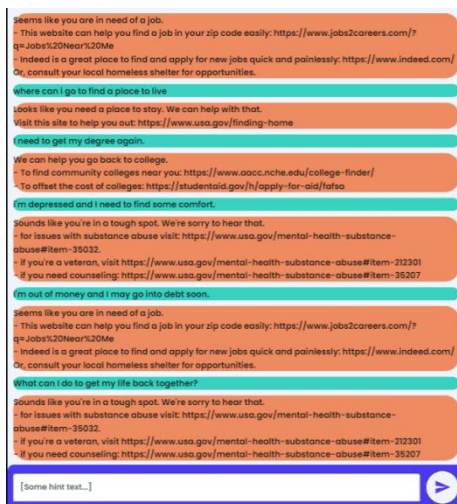 Seems like you are in need of a job.
- This website can help you find a job in your zip code easily: https://www.jobs2careers.com/?
q=Jobs%20Near%20Me
- Indeed is a great place to find and apply for new jobs quick and painlessly: https://www.indeed.com/
Or, consult your local homeless shelter for opportunities.
where can i go to find a place to live
Looks like you need a place to stay. We can help with that.
Visit this site to help you out: https://www.usa.gov/finding-home
I need to get my degree again.
We can help you go back to college.
- To find community colleges near you: https://www.aacc.nche.edu/college-finder/
- To offset the cost of colleges: https://studentaid.gov/h/apply-for-aid/fafsa
I'm depressed and I need to find some comfort.
Sounds like you're in a tough spot. We're sorry to hear that.
- for issues with substance abuse visit: https://www.usa.gov/mental-health-substance-
abuse#item-35032.
- if you're a veteran, visit https://www.usa.gov/mental-health-substance-abuse#item-212301
- if you need counseling: https://www.usa.gov/mental-health-substance-abuse#item-35207
I'm out of money and I may go into debt soon.
Seems like you are in need of a job.
- This website can help you find a job in your zip code easily: https://www.jobs2careers.com/?
q=Jobs%20Near%20Me
- Indeed is a great place to find and apply for new jobs quick and painlessly: https://www.indeed.com/
Or, consult your local homeless shelter for opportunities.
What can I do to get my life back together?
Sounds like you're in a tough spot. We're sorry to hear that.
- for issues with substance abuse visit: https://www.usa.gov/mental-health-substance-
abuse#item-35032.
- if you're a veteran, visit https://www.usa.gov/mental-health-substance-abuse#item-212301
- if you need counseling: https://www.usa.gov/mental-health-substance-abuse#item-35207
[Some hint text...]